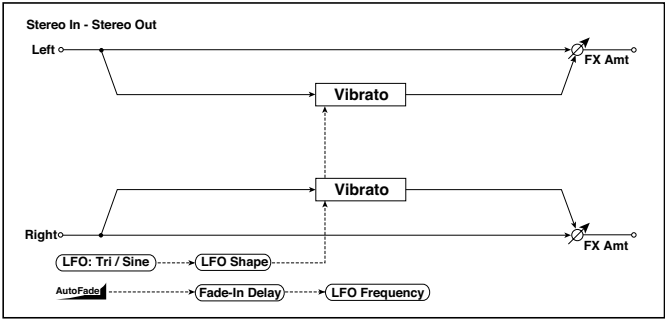 Stereo In - Stereo Out
Left
FX Amt
Vibrato
Vibrato
Right
FX Amt
LFO: Tri / Sine
LFO Shape
AutoFade
Fade-In Delay
LFO Frequency